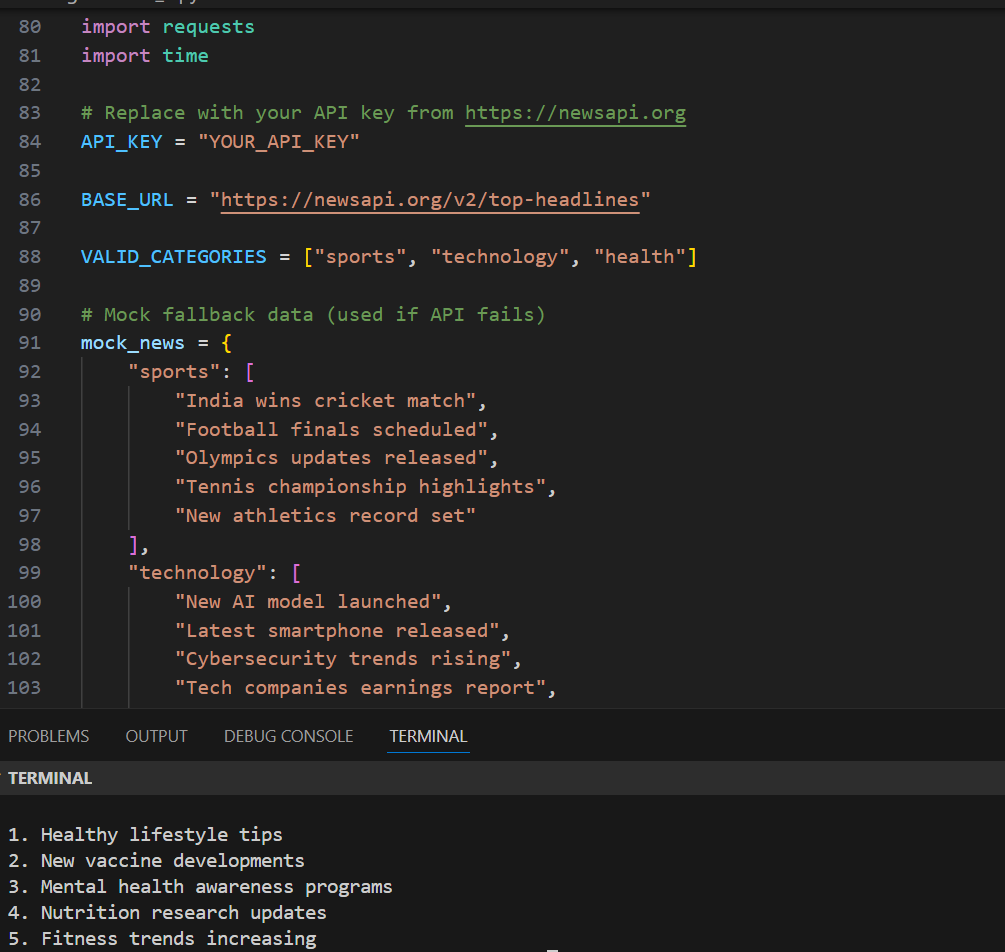 80 import requests
81 import time
82
83 # Replace with your API key from https://newsapi.org
84 API_KEY = "YOUR_API_KEY"
85
86 BASE_URL = "https://newsapi.org/v2/top-headlines"
87
88 VALID_CATEGORIES = ["sports", "technology", "health"]
89
90 # Mock fallback data (used if API fails)
91 mock_news = {
92     "sports": [
93         "India wins cricket match",
94         "Football finals scheduled",
95         "Olympics updates released",
96         "Tennis championship highlights",
97         "New athletics record set"
98     ],
99     "technology": [
100         "New AI model launched",
101         "Latest smartphone released",
102         "Cybersecurity trends rising",
103         "Tech companies earnings report",
PROBLEMS OUTPUT DEBUG CONSOLE TERMINAL
TERMINAL
1. Healthy lifestyle tips
2. New vaccine developments
3. Mental health awareness programs
4. Nutrition research updates
5. Fitness trends increasing